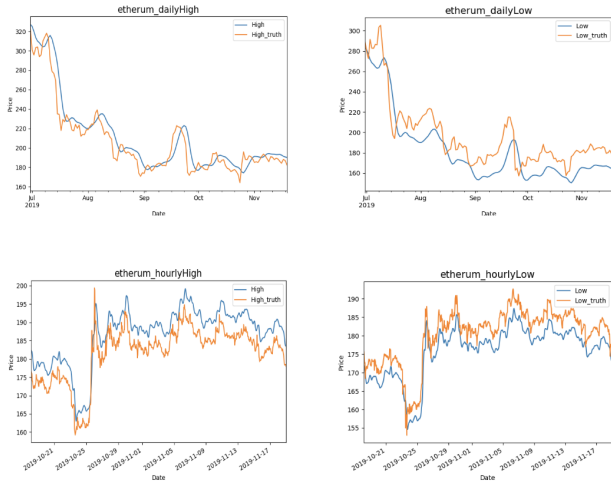 etherum_dailyHigh
High
High_truth
Price
320
300
280
260
240
220
200
180
160
Jul
2019
Aug
Sep
Oct
Nov
Date
etherum_dailyLow
Low
Low_truth
Price
300
280
260
240
220
200
180
160
Jul
2019
Aug
Sep
Oct
Nov
Date
etherum_hourlyHigh
High
High_truth
Price
200
195
190
185
180
175
170
165
160
2019-10-21
2019-10-25
2019-10-29
2019-11-01
2019-11-05
2019-11-09
2019-11-13
2019-11-17
Date
etherum_hourlyLow
Low
Low_truth
Price
190
185
180
175
170
165
160
155
2019-10-21
2019-10-25
2019-10-29
2019-11-01
2019-11-05
2019-11-09
2019-11-13
2019-11-17
Date